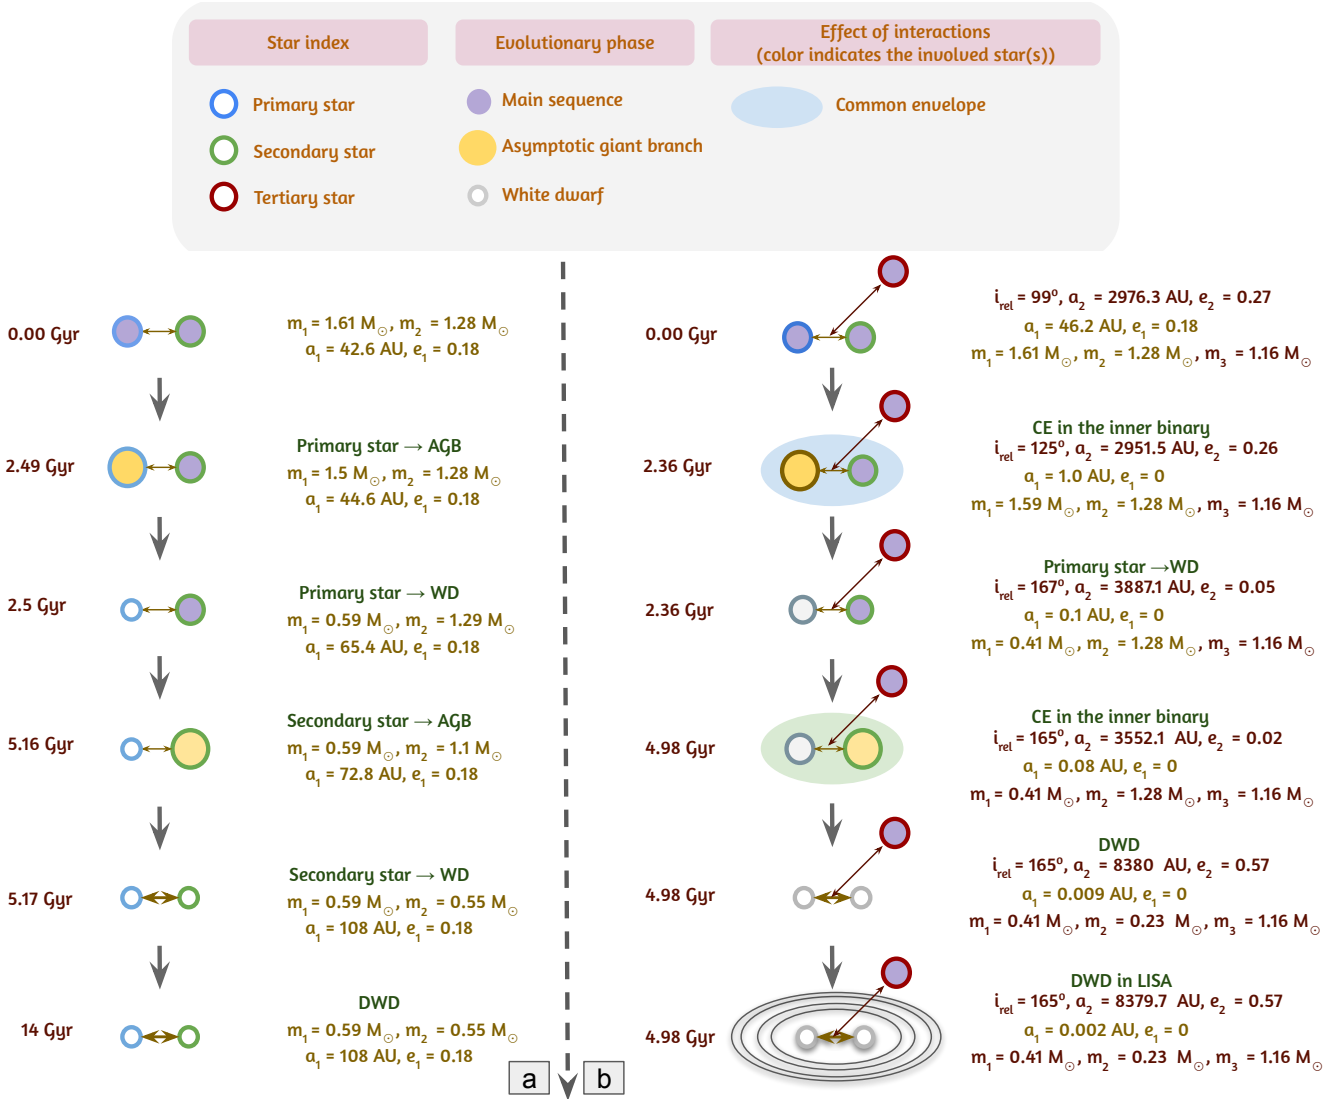 Star index
Evolutionary phase
Effect of interactions
(color indicates the involved star(s))
Primary star
Secondary star
Tertiary star
Main sequence
Asymptotic giant branch
White dwarf
Common envelope
0.00 Gyr
m1 = 1.61 M☉, m2 = 1.28 M☉
a1 = 42.6 AU, e1 = 0.18
2.49 Gyr
Primary star → AGB
m1 = 1.5 M☉, m2 = 1.28 M☉
a1 = 44.6 AU, e1 = 0.18
2.5 Gyr
Primary star → WD
m1 = 0.59 M☉, m2 = 1.29 M☉
a1 = 65.4 AU, e1 = 0.18
5.16 Gyr
Secondary star → AGB
m1 = 0.59 M☉, m2 = 1.1 M☉
a1 = 72.8 AU, e1 = 0.18
5.17 Gyr
Secondary star → WD
m1 = 0.59 M☉, m2 = 0.55 M☉
a1 = 108 AU, e1 = 0.18
14 Gyr
DWD
m1 = 0.59 M☉, m2 = 0.55 M☉
a1 = 108 AU, e1 = 0.18
a
b
0.00 Gyr
irel = 99º, a2 = 2976.3 AU, e2 = 0.27
a1 = 46.2 AU, e1 = 0.18
m1 = 1.61 M☉, m2 = 1.28 M☉, m3 = 1.16 M☉
2.36 Gyr
CE in the inner binary
irel = 125º, a2 = 2951.5 AU, e2 = 0.26
a1 = 1.0 AU, e1 = 0
m1 = 1.59 M☉, m2 = 1.28 M☉, m3 = 1.16 M☉
2.36 Gyr
Primary star →WD
irel = 167º, a2 = 3887.1 AU, e2 = 0.05
a1 = 0.1 AU, e1 = 0
m1 = 0.41 M☉, m2 = 1.28 M☉, m3 = 1.16 M☉
4.98 Gyr
CE in the inner binary
irel = 165º, a2 = 3552.1 AU, e2 = 0.02
a1 = 0.08 AU, e1 = 0
m1 = 0.41 M☉, m2 = 1.28 M☉, m3 = 1.16 M☉
4.98 Gyr
DWD
irel = 165º, a2 = 8380 AU, e2 = 0.57
a1 = 0.009 AU, e1 = 0
m1 = 0.41 M☉, m2 = 0.23 M☉, m3 = 1.16 M☉
4.98 Gyr
DWD in LISA
irel = 165º, a2 = 8379.7 AU, e2 = 0.57
a1 = 0.002 AU, e1 = 0
m1 = 0.41 M☉, m2 = 0.23 M☉, m3 = 1.16 M☉